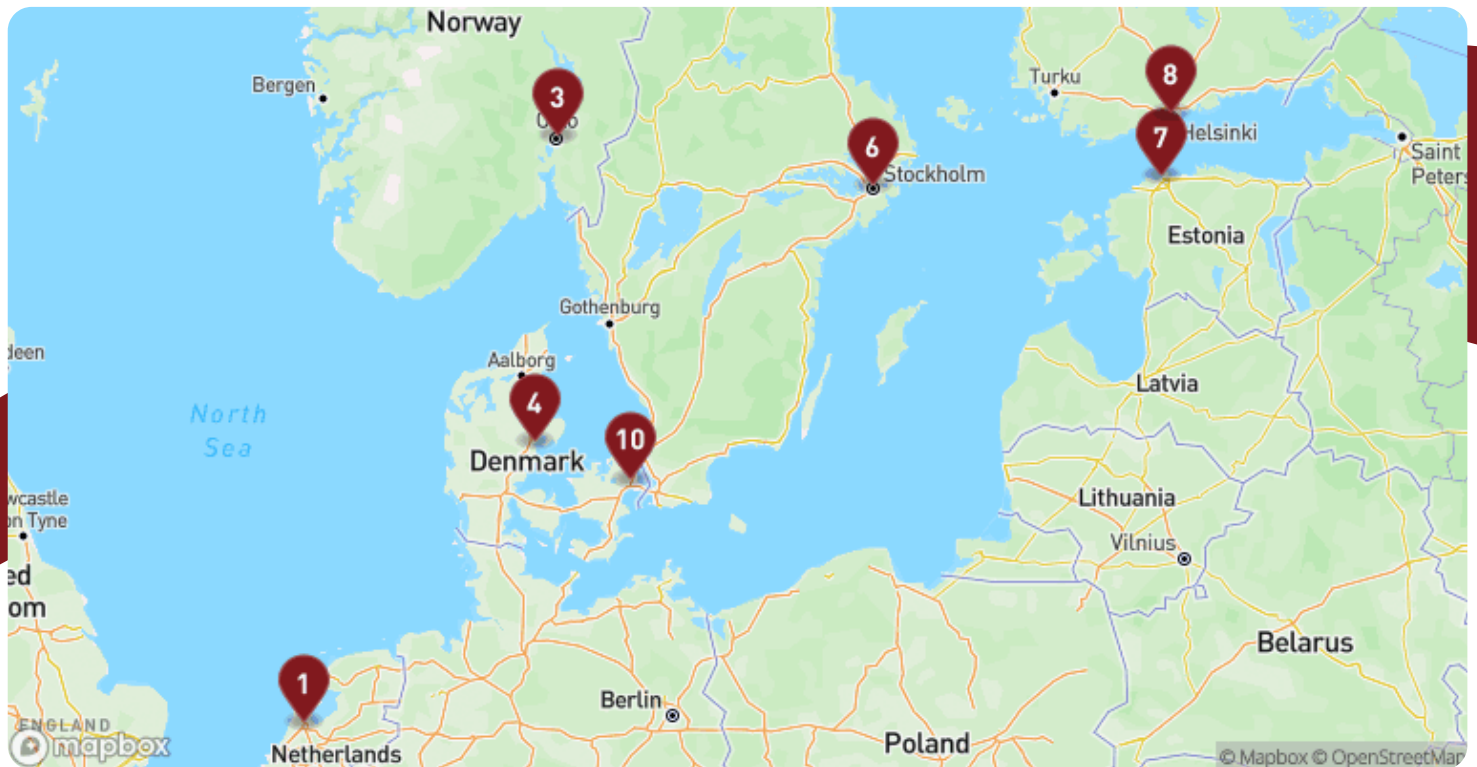 Norway
Bergen
3
Turku
8
Helsinki
7
6
Stockholm
Saint
Peters
Estonia
Gothenburg
deen
Aalborg
4
10
Denmark
North
Sea
Latvia
Lithuania
Vilnius
wcastle
on Tyne
ed
om
Belarus
1
Berlin
ENGLAND
mapbox
Netherlands
Poland
© Mapbox © OpenStreetMap